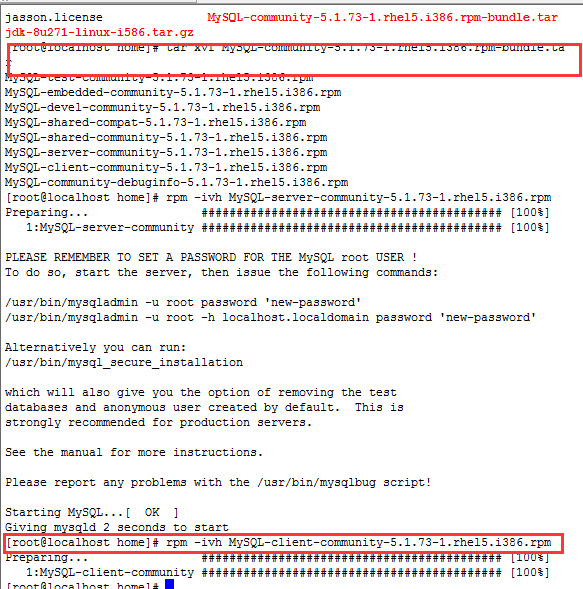 jasson.license MySQL-community-5.1.73-1.rhel5.i386.rpm-bundle.tar
jdk-8u271-linux-i586.tar.gz
[root@localhost home]# tar xvf MySQL-community-5.1.73-1.rhel5.i386.rpm-bundle.ta
r
MySQL-test-community-5.1.73-1.rhel5.i386.rpm
MySQL-embedded-community-5.1.73-1.rhel5.i386.rpm
MySQL-devel-community-5.1.73-1.rhel5.i386.rpm
MySQL-shared-compat-5.1.73-1.rhel5.i386.rpm
MySQL-shared-community-5.1.73-1.rhel5.i386.rpm
MySQL-server-community-5.1.73-1.rhel5.i386.rpm
MySQL-client-community-5.1.73-1.rhel5.i386.rpm
MySQL-community-debuginfo-5.1.73-1.rhel5.i386.rpm
[root@localhost home]# rpm -ivh MySQL-server-community-5.1.73-1.rhel5.i386.rpm
Preparing... ########################################### [100%]
1:MySQL-server-community ########################################### [100%]
PLEASE REMEMBER TO SET A PASSWORD FOR THE MySQL root USER !
To do so, start the server, then issue the following commands:
/usr/bin/mysqladmin -u root password 'new-password'
/usr/bin/mysqladmin -u root -h localhost.localdomain password 'new-password'
Alternatively you can run:
/usr/bin/mysql_secure_installation
which will also give you the option of removing the test
databases and anonymous user created by default.  This is
strongly recommended for production servers.
See the manual for more instructions.
Please report any problems with the /usr/bin/mysqlbug script!
Starting MySQL...[  OK  ]
Giving mysqld 2 seconds to start
[root@localhost home]# rpm -ivh MySQL-client-community-5.1.73-1.rhel5.i386.rpm
Preparing... ########################################### [100%]
1:MySQL-client-community ########################################### [100%]
[root@localhost home]#